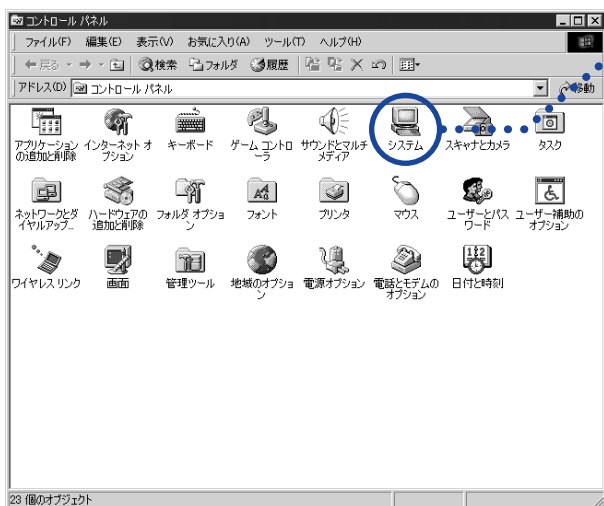 コントロール パネル
ファイル(F) 編集(E) 表示(V) お気に入り(A) ツール(T) ヘルプ(H)
戻る 検索 フォルダ 履歴
アドレス(D) コントロール パネル 移動
アプリケーション
の追加と削除
インターネット オ
プション
キーボード
ゲーム コントロ
ーラ
サウンドとマルチ
メディア
システム
スキャナとカメラ
タスク
ネットワークとダ
イヤルアップ...
ハードウェアの
追加と削除
フォルダ オプショ
ン
フォント
プリンタ
マウス
ユーザーとパス
ワード
ユーザー補助の
オプション
ワイヤレス リンク
画面
管理ツール
地域のオプショ
ン
電源オプション
電話とモデムの
オプション
日付と時刻
23 個のオブジェクト